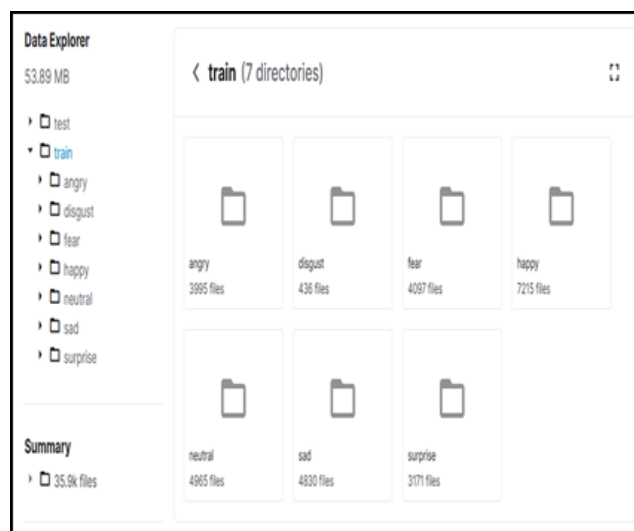 Data Explorer
53.89 MB
test
train
angry
disgust
fear
happy
neutral
sad
surprise
Summary
35.9k files
< train (7 directories)
angry
3995 files
disgust
436 files
fear
4097 files
happy
7215 files
neutral
4965 files
sad
4830 files
surprise
3171 files